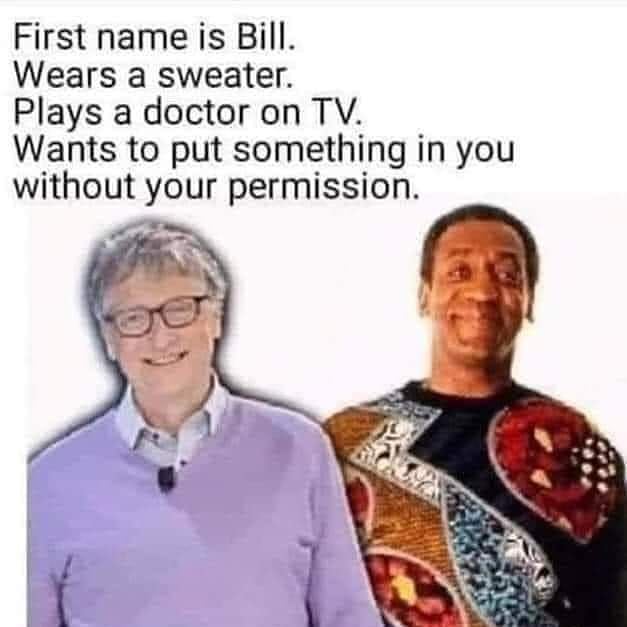 First name is Bill.
Wears a sweater.
Plays a doctor on TV.
Wants to put something in you
without your permission.